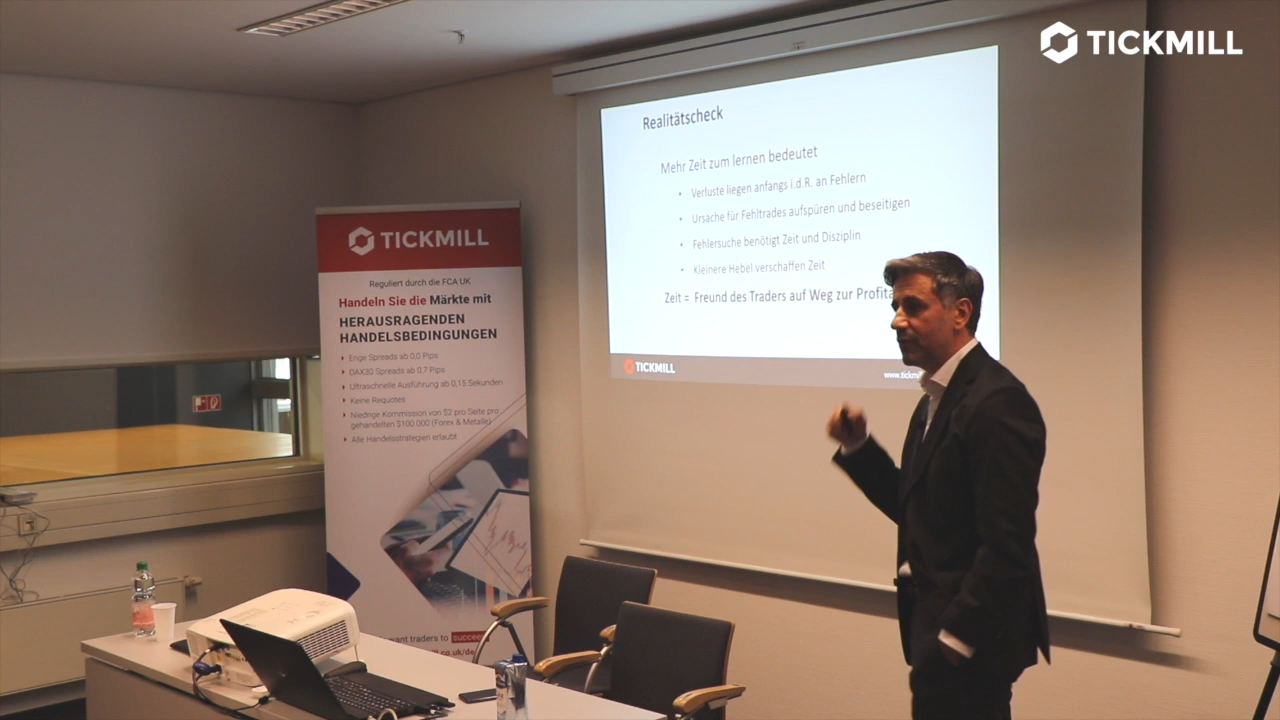 TICKMILL
Realitätscheck
Mehr Zeit zum lernen bedeutet
• Verluste liegen anfangs i.d.R. an Fehlern
• Ursache für Fehltrades aufspüren und beseitigen
• Fehlersuche benötigt Zeit und Disziplin
• Kleinere Hebel verschaffen Zeit
Zeit = Freund des Traders auf Weg zur
TICKMILL
TICKMILL
Reguliert durch die FCA UK
Handeln Sie die Märkte mit
HERAUSRAGENDEN
HANDELSBEDINGUNGEN
Enge Spreads ab 0,0 Pips
DAX30 Spreads ab 0,7 Pips
Ultraschnelle Ausführung ab 0,15 Sekunden
Keine Requotes
Niedrige Kommission von $2 pro Seite pro
gehandelten $100.000 (Forex & Metalle)
Alle Handelsstrategien erlaubt
traders to